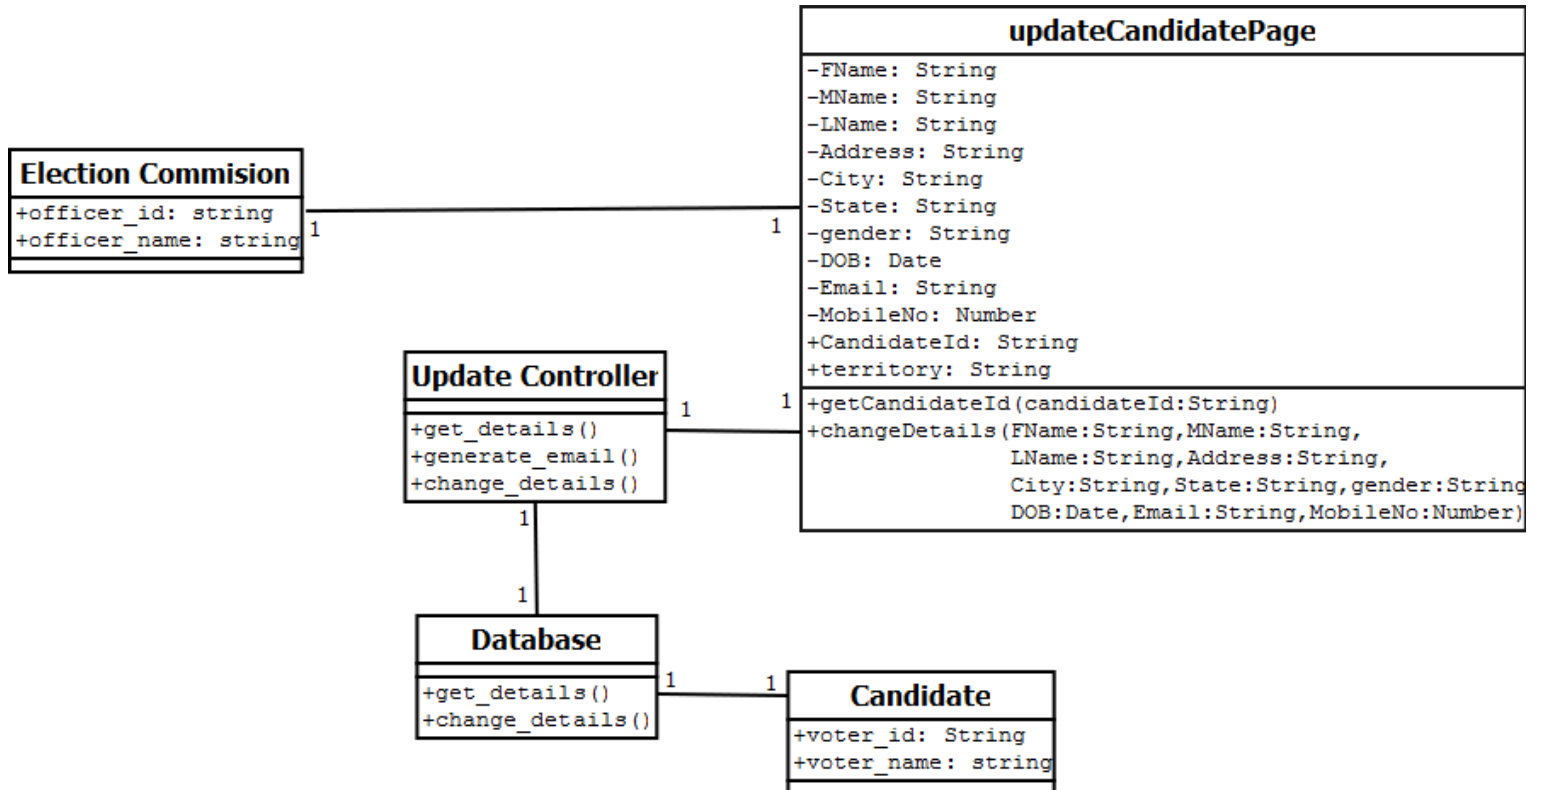 updateCandidatePage
-FName: String
-MName: String
-LName: String
-Address: String
-City: String
-State: String
-gender: String
-DOB: Date
-Email: String
-MobileNo: Number
+CandidateId: String
+territory: String
+getCandidateId(candidateId:String)
+changeDetails(FName:String,MName:String,
LName:String,Address:String,
City:String,State:String,gender:String
DOB:Date,Email:String,MobileNo:Number)
Election Commision
+officer_id: string
+officer_name: string
1
1
Update Controller
+get_details()
+generate_email()
+change_details()
1
1
1
1
Database
+get_details()
+change_details()
1
1
Candidate
+voter_id: String
+voter_name: string